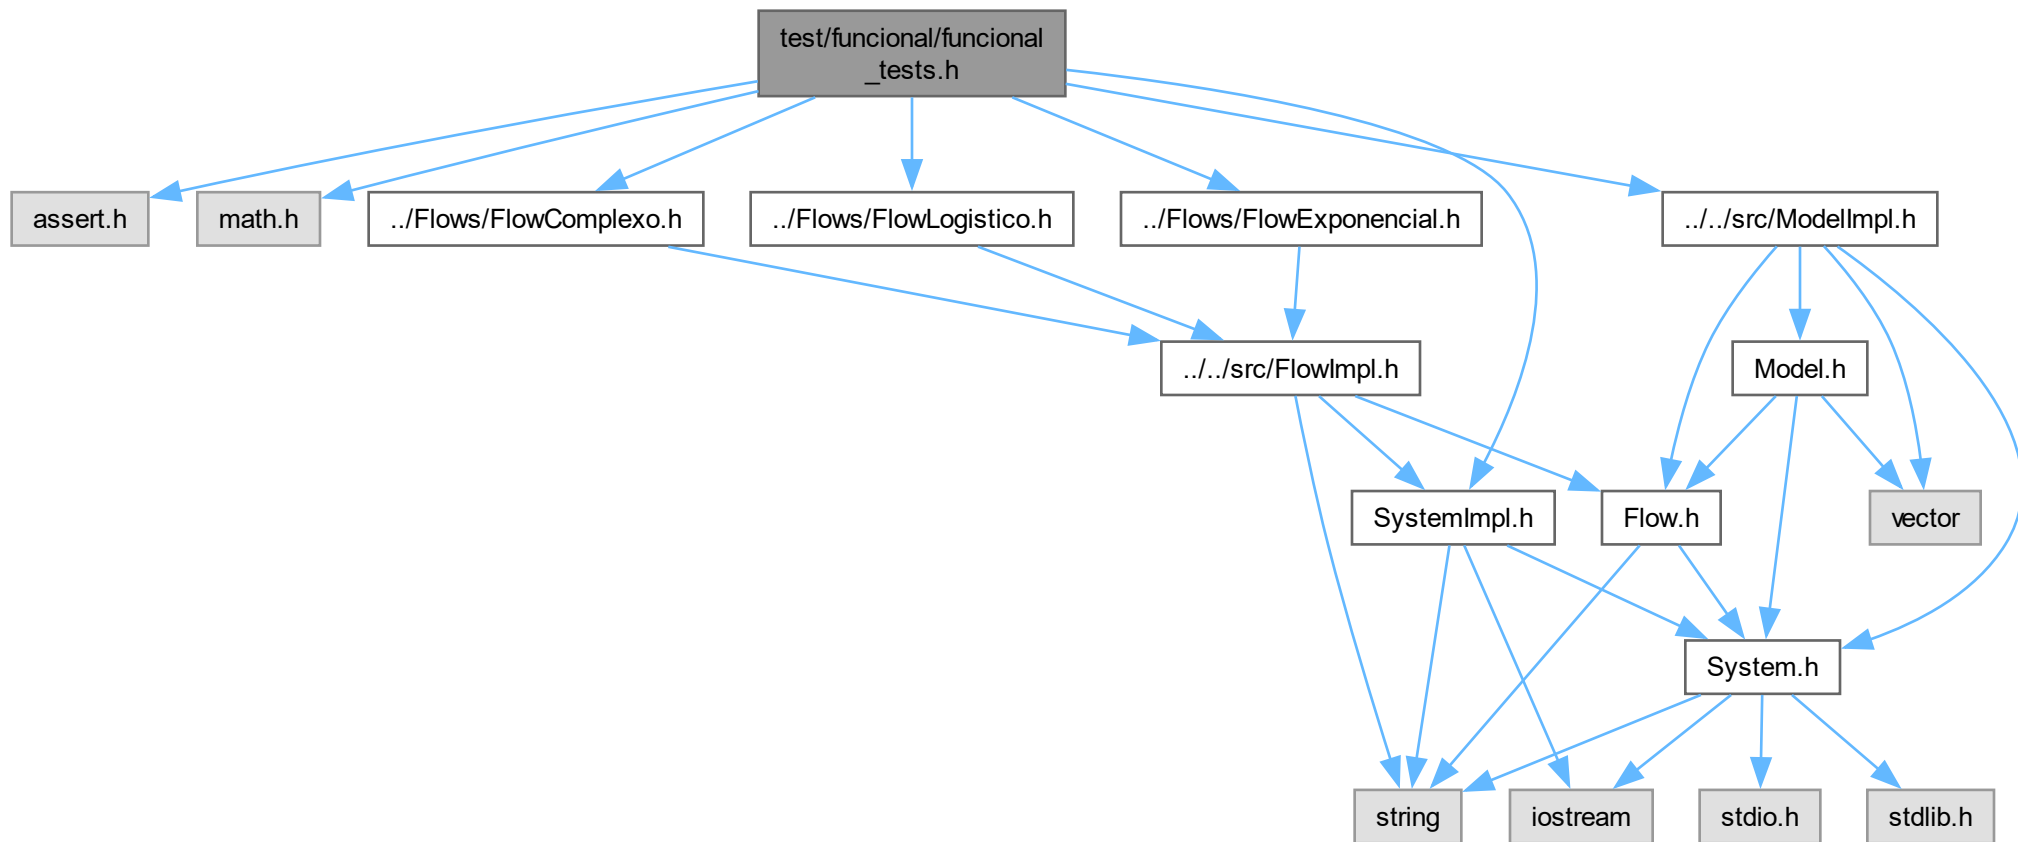 test/funcional/funcional
_tests.h
assert.h
math.h
../Flows/FlowComplexo.h
../Flows/FlowLogistico.h
../Flows/FlowExponencial.h
../../src/ModelImpl.h
../../src/FlowImpl.h
Model.h
SystemImpl.h
Flow.h
vector
System.h
string
iostream
stdio.h
stdlib.h